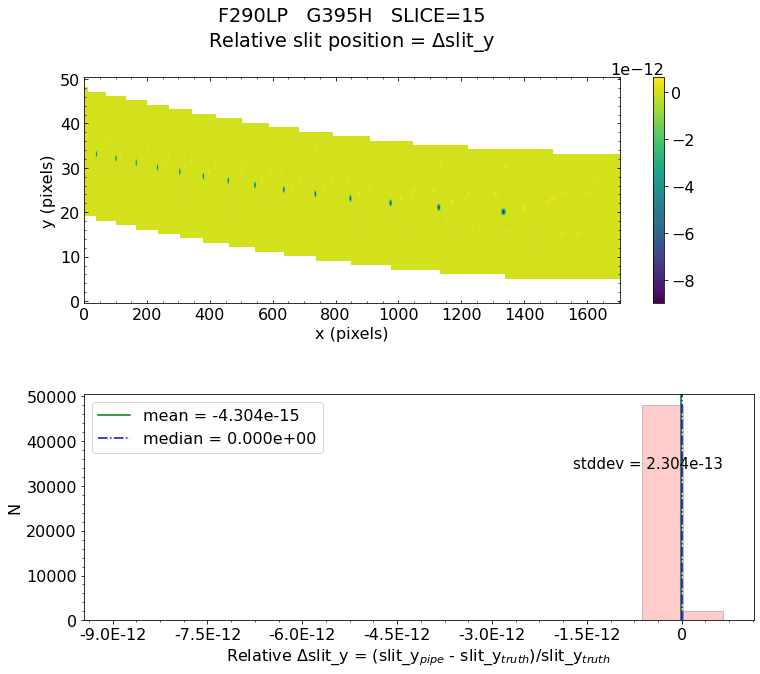 F290LP G395H SLICE=15
Relative slit position = Δslit_y
1e−12
50
40
30
20
10
0
y (pixels)
0 200 400 600 800 1000 1200 1400 1600
x (pixels)
0
−2
−4
−6
−8
50000
40000
30000
20000
10000
0
N
mean = -4.304e-15
median = 0.000e+00
stddev = 2.304e-13
-9.0E-12 -7.5E-12 -6.0E-12 -4.5E-12 -3.0E-12 -1.5E-12 0
Relative Δslit_y = (slit_y_pipe - slit_y_truth)/slit_y_truth